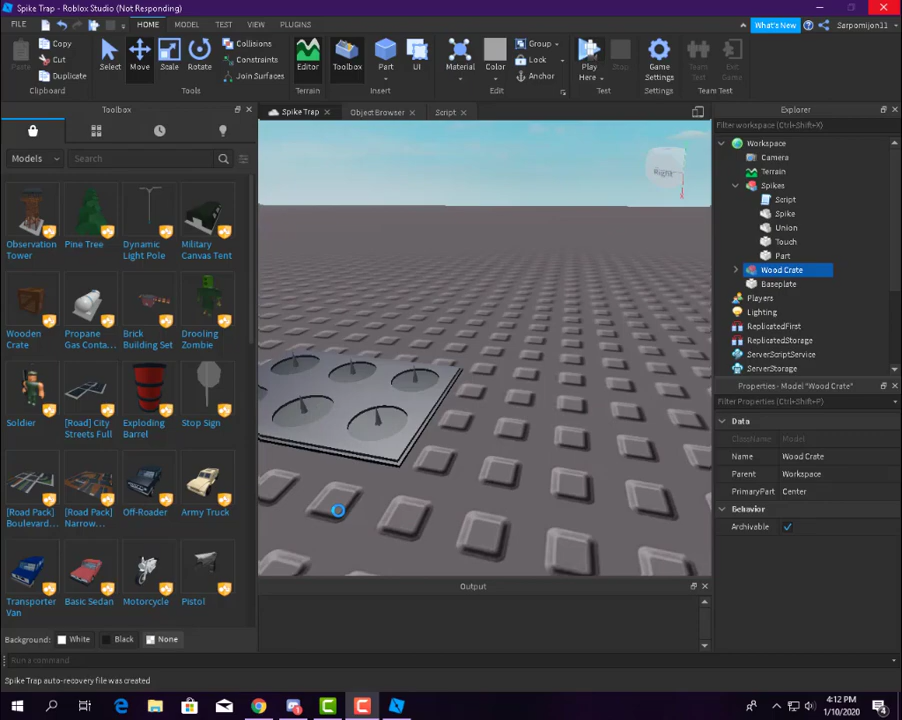 Spike Trap - Roblox Studio (Not Responding)
FILE HOME MODEL TEST VIEW PLUGINS What's New Sarpomijon11
Paste Copy Cut Duplicate Clipboard
Select Move Scale Rotate Collisions Constraints Join Surfaces Tools
Editor Terrain
Toolbox Part UI Insert
Material Color Group Lock Anchor Edit
Play Here Stop Test
Game Settings Settings
Team Test Exit Game Team Test
Toolbox
Models Search
Observation Tower
Pine Tree
Dynamic Light Pole
Military Canvas Tent
Wooden Crate
Propane Gas Conta...
Brick Building Set
Drooling Zombie
Soldier
[Road] City Streets Full
Exploding Barrel
Stop Sign
[Road Pack] Boulevard...
[Road Pack] Narrow...
Off-Roader
Army Truck
Transporter Van
Basic Sedan
Motorcycle
Pistol
Background: White Black None
Spike Trap Object Browser Script
Right
Output
Explorer
Filter workspace (Ctrl+Shift+X)
Workspace
Camera
Terrain
Spikes
Script
Spike
Union
Touch
Part
Wood Crate
Baseplate
Players
Lighting
ReplicatedFirst
ReplicatedStorage
ServerScriptService
ServerStorage
Properties - Model "Wood Crate"
Filter Properties (Ctrl+Shift+P)
Data
ClassName Model
Name Wood Crate
Parent Workspace
PrimaryPart Center
Behavior
Archivable
Run a command
Spike Trap auto-recovery file was created
4:12 PM
1/10/2020
4